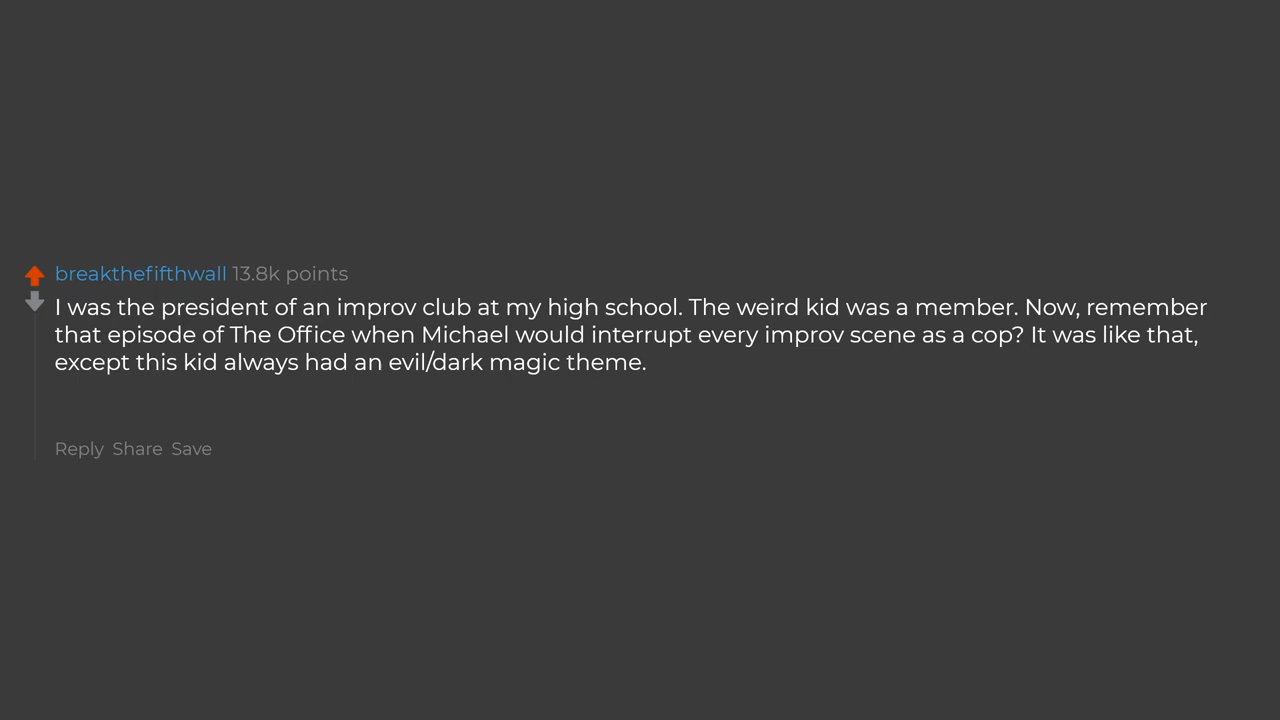 breakthefifthwall 13.8k points
I was the president of an improv club at my high school. The weird kid was a member. Now, remember
that episode of The Office when Michael would interrupt every improv scene as a cop? It was like that,
except this kid always had an evil/dark magic theme.
Reply Share Save